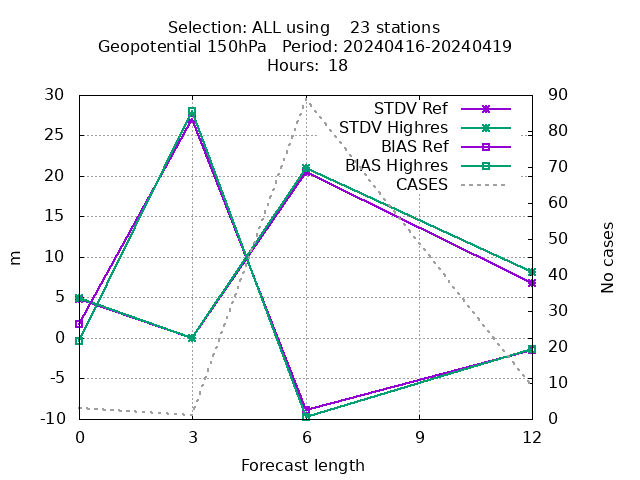 Selection: ALL using    23 stations
Geopotential 150hPa   Period: 20240416-20240419
Hours:  18
STDV Ref
STDV Highres
BIAS Ref
BIAS Highres
CASES
30
25
20
15
10
5
0
-5
-10
m
90
80
70
60
50
40
30
20
10
0
No cases
0 3 6 9 12
Forecast length